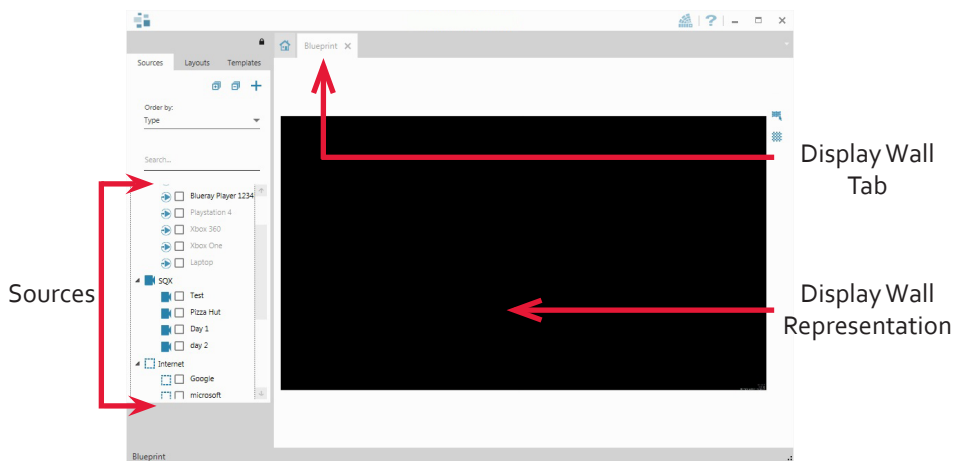 ?
Blueprint
Sources Layouts Templates
Order by:
Type
Search...
Blueray Player 1234
Playstation 4
Xbox 360
Xbox One
Laptop
SQX
Test
Pizza Hut
Day 1
day 2
Internet
Google
microsoft
Blueprint
Sources
Display Wall
Tab
Display Wall
Representation